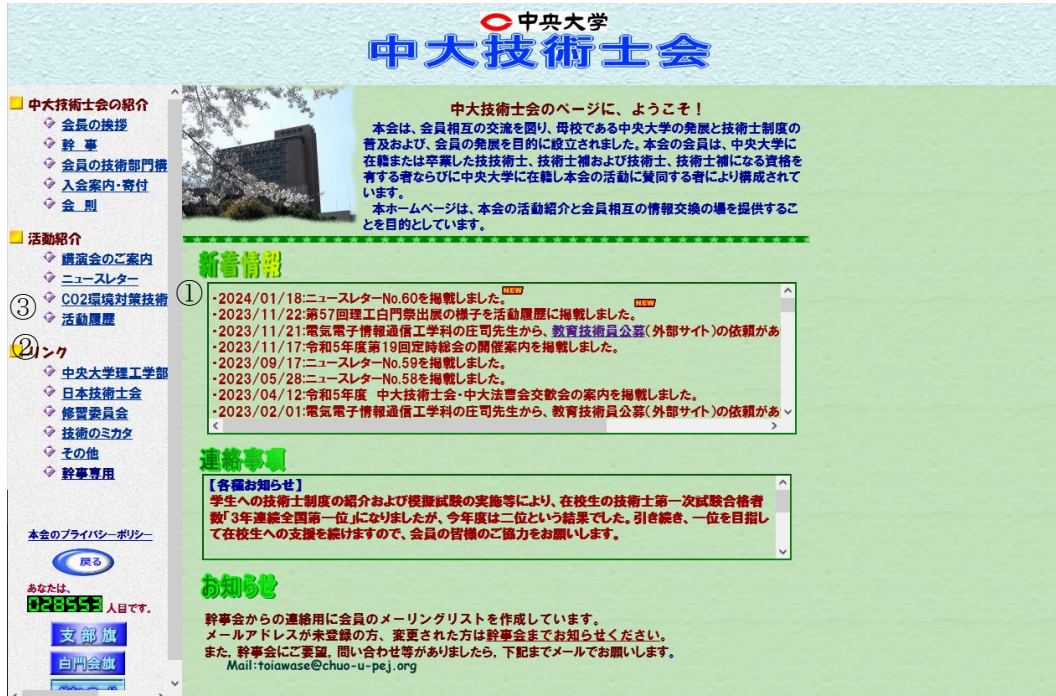 中央大学
中大技術士会
中大技術士会の紹介
会長の挨拶
幹 事
会員の技術部門構
入会案内・寄付
会 則
活動紹介
講演会のご案内
ニュースレター
CO2環境対策技術
③
活動履歴
②
リンク
中央大学理工学部
日本技術士会
修習委員会
技術のミカタ
その他
幹事専用
本会のプライバシーポリシー
戻る
あなたは、
028553 人目です。
支部旗
白門会旗
中大技術士会のページに、ようこそ！
本会は、会員相互の交流を図り、母校である中央大学の発展と技術士制度の
普及および、会員の発展を目的に設立されました。本会の会員は、中央大学に
在籍または卒業した技技術士、技術士補および技術士、技術士補になる資格を
有する者ならびに中央大学に在籍し本会の活動に賛同する者により構成されて
います。
本ホームページは、本会の活動紹介と会員相互の情報交換の場を提供するこ
とを目的としています。
新着情報
①
・2024/01/18:ニュースレターNo.60を掲載しました。NEW
・2023/11/22:第57回理工白門祭出展の様子を活動履歴に掲載しました。NEW
・2023/11/21:電気電子情報通信工学科の庄司先生から、教育技術員公募(外部サイト)の依頼があ
・2023/11/17:令和5年度第19回定時総会の開催案内を掲載しました。
・2023/09/17:ニュースレターNo.59を掲載しました。
・2023/05/28:ニュースレターNo.58を掲載しました。
・2023/04/12:令和5年度 中大技術士会・中大法曹会交歓会の案内を掲載しました。
・2023/02/01:電気電子情報通信工学科の庄司先生から、教育技術員公募(外部サイト)の依頼があ
連絡事項
【各種お知らせ】
学生への技術士制度の紹介および模擬試験の実施等により、在校生の技術士第一次試験合格者
数「3年連続全国第一位」になりましたが、今年度は二位という結果でした。引き続き、一位を目指し
て在校生への支援を続けますので、会員の皆様のご協力をお願いします。
お知らせ
幹事会からの連絡用に会員のメーリングリストを作成しています。
メールアドレスが未登録の方、変更された方は幹事会までお知らせください。
また，幹事会にご要望，問い合わせ等がありましたら，下記までメールでお願いします。
Mail:toiawase@chuo-u-pej.org